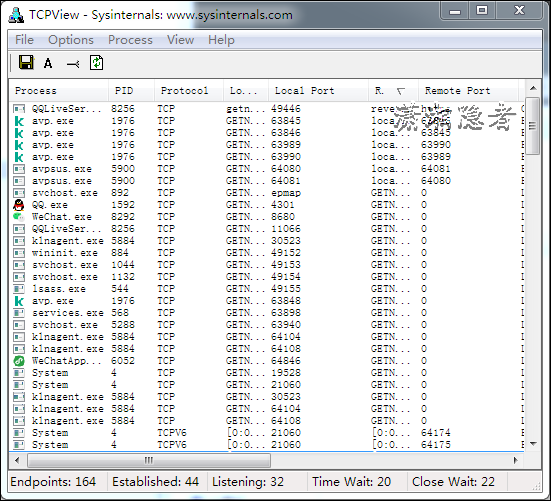 TCPView - Sysinternals: www.sysinternals.com
File Options Process View Help
A
Process PID Protocol Lo... Local Port R. Remote Port
QQLiveSer... 8256 TCP getn... 49446 reve...
潇湘隐者
avp.exe 1976 TCP GETN... 63845 loca... 63846
avp.exe 1976 TCP GETN... 63846 loca... 63845
avp.exe 1976 TCP GETN... 63989 loca... 63990
avp.exe 1976 TCP GETN... 63990 loca... 63989
avpsus.exe 5900 TCP GETN... 64080 loca... 64081
avpsus.exe 5900 TCP GETN... 64081 loca... 64080
svchost.exe 892 TCP GETN... epmap GETN... 0
QQ.exe 1592 TCP GETN... 4301 GETN... 0
WeChat.exe 8292 TCP GETN... 8680 GETN... 0
QQLiveSer... 8256 TCP GETN... 11066 GETN... 0
klnagent.exe 5884 TCP GETN... 30523 GETN... 0
wininit.exe 884 TCP GETN... 49152 GETN... 0
svchost.exe 1044 TCP GETN... 49153 GETN... 0
svchost.exe 1132 TCP GETN... 49154 GETN... 0
lsass.exe 544 TCP GETN... 49155 GETN... 0
avp.exe 1976 TCP GETN... 63848 GETN... 0
services.exe 568 TCP GETN... 63898 GETN... 0
svchost.exe 5288 TCP GETN... 63940 GETN... 0
klnagent.exe 5884 TCP GETN... 64104 GETN... 0
klnagent.exe 5884 TCP GETN... 64108 GETN... 0
WeChatApp... 6052 TCP GETN... 64846 GETN... 0
System 4 TCP GETN... 19528 GETN... 0
System 4 TCP GETN... 21060 GETN... 0
klnagent.exe 5884 TCP GETN... 30523 GETN... 0
klnagent.exe 5884 TCP GETN... 64104 GETN... 0
klnagent.exe 5884 TCP GETN... 64108 GETN... 0
System 4 TCPV6 [0:0... 21060 [0:0... 64174
System 4 TCPV6 [0:0... 21060 [0:0... 64175
Endpoints: 164 Established: 44 Listening: 32 Time Wait: 20 Close Wait: 22